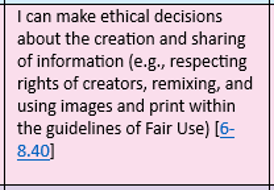 I can make ethical decisions
about the creation and sharing
of information (e.g., respecting
rights of creators, remixing, and
using images and print within
the guidelines of Fair Use) [6-
8.40]